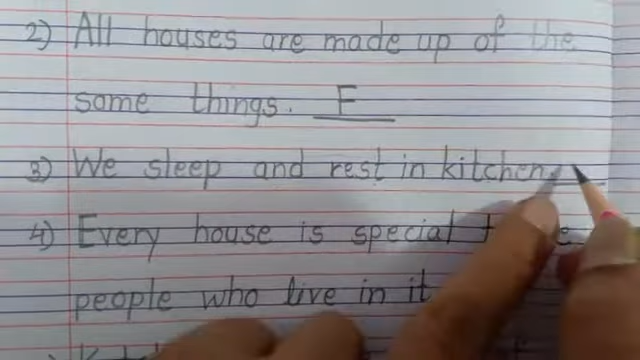 2) All houses are made up of the
same things. F
3) We sleep and rest in kitchen
4) Every house is special
people who live in it